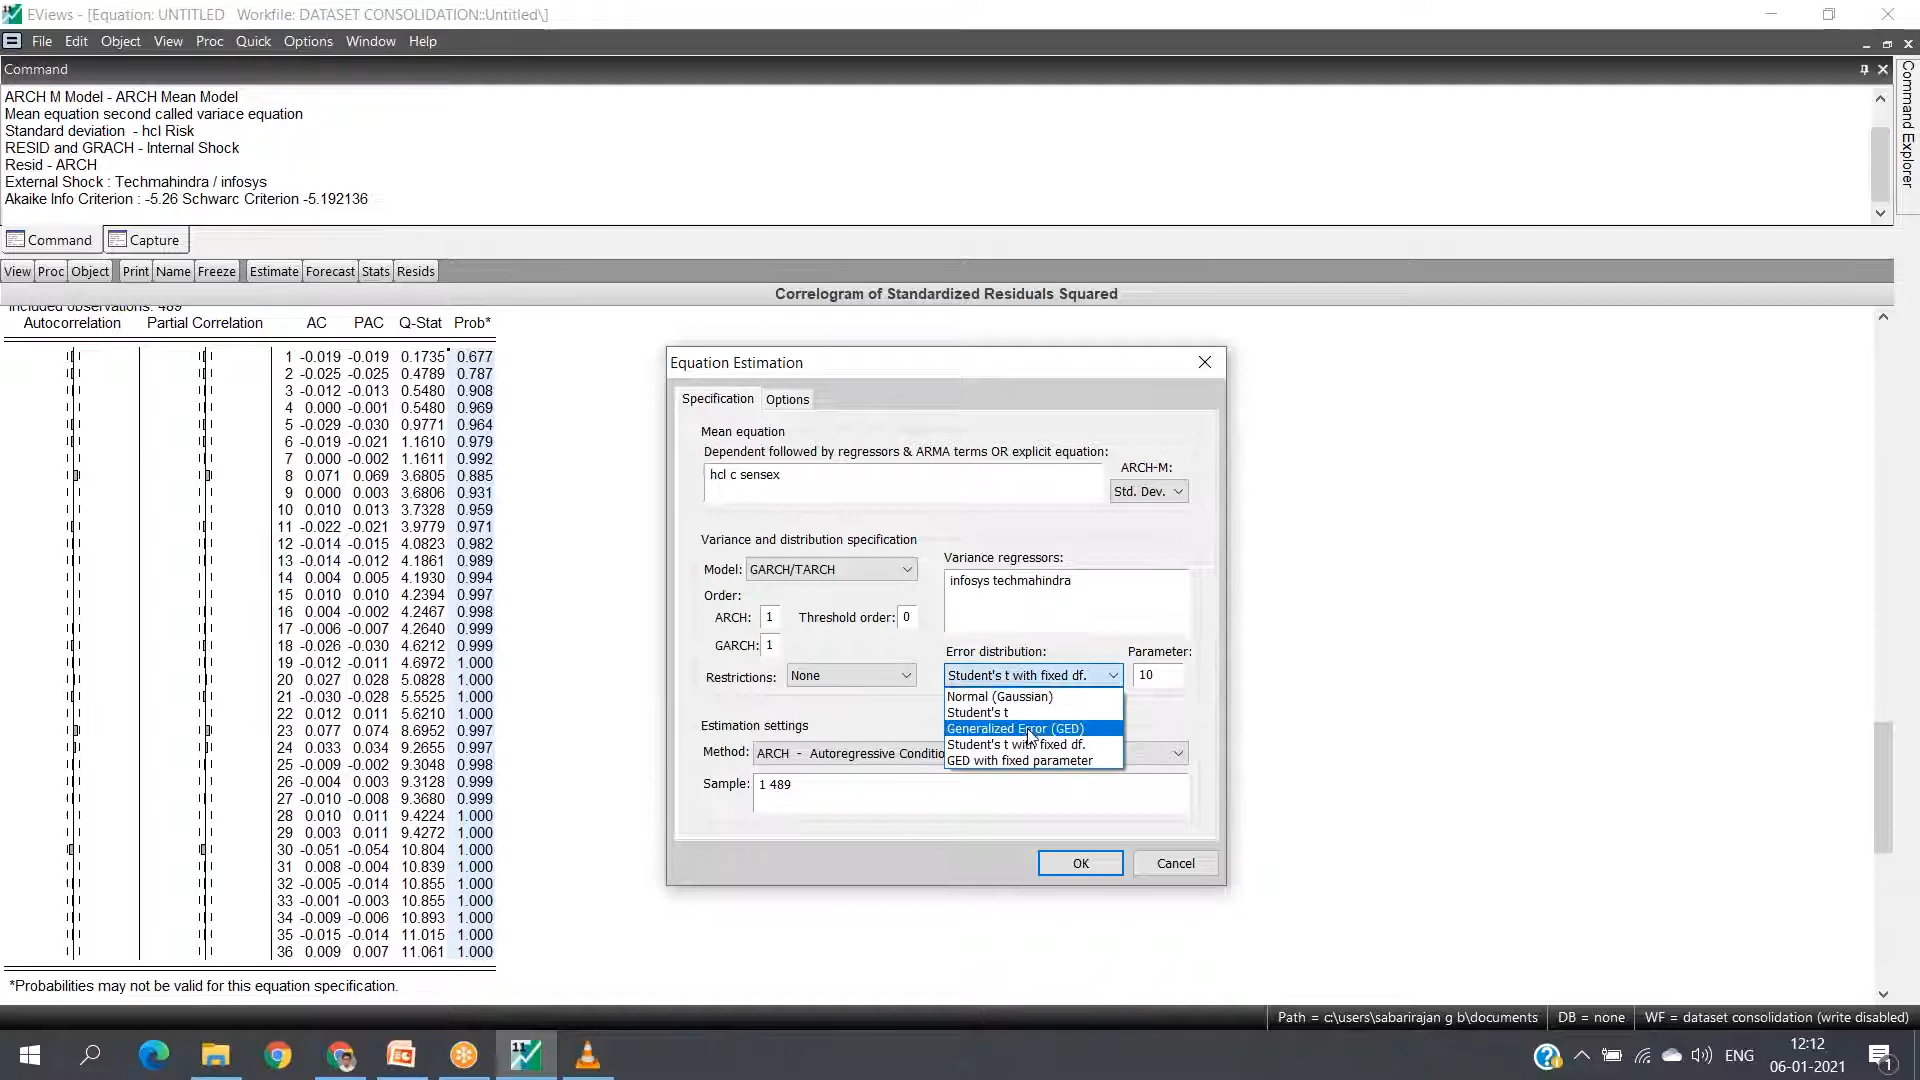 EViews - [Equation: UNTITLED   Workfile: DATASET CONSOLIDATION::Untitled\]
File Edit Object View Proc Quick Options Window Help
Command
ARCH M Model - ARCH Mean Model
Mean equation second called variace equation
Standard deviation  - hcl Risk
RESID and GRACH - Internal Shock
Resid - ARCH
External Shock : Techmahindra / infosys
Akaike Info Criterion : -5.26 Schwarc Criterion -5.192136
Command Explorer
Command Capture
View Proc Object Print Name Freeze Estimate Forecast Stats Resids
Correlogram of Standardized Residuals Squared
Included observations: 489
Autocorrelation Partial Correlation AC PAC Q-Stat Prob*
1 -0.019 -0.019 0.1735 0.677
2 -0.025 -0.025 0.4789 0.787
3 -0.012 -0.013 0.5480 0.908
4 0.000 -0.001 0.5480 0.969
5 -0.029 -0.030 0.9771 0.964
6 -0.019 -0.021 1.1610 0.979
7 0.000 -0.002 1.1611 0.992
8 0.071 0.069 3.6805 0.885
9 0.000 0.003 3.6806 0.931
10 0.010 0.013 3.7328 0.959
11 -0.022 -0.021 3.9779 0.971
12 -0.014 -0.015 4.0823 0.982
13 -0.014 -0.012 4.1861 0.989
14 0.004 0.005 4.1930 0.994
15 0.010 0.010 4.2394 0.997
16 0.004 -0.002 4.2467 0.998
17 -0.006 -0.007 4.2640 0.999
18 -0.026 -0.030 4.6212 0.999
19 -0.012 -0.011 4.6972 1.000
20 0.027 0.028 5.0828 1.000
21 -0.030 -0.028 5.5525 1.000
22 0.012 0.011 5.6210 1.000
23 0.077 0.074 8.6952 0.997
24 0.033 0.034 9.2655 0.997
25 -0.009 -0.002 9.3048 0.998
26 -0.004 0.003 9.3128 0.999
27 -0.010 -0.008 9.3680 0.999
28 0.010 0.011 9.4224 1.000
29 0.003 0.011 9.4272 1.000
30 -0.051 -0.054 10.804 1.000
31 0.008 -0.004 10.839 1.000
32 -0.005 -0.014 10.855 1.000
33 -0.001 -0.003 10.855 1.000
34 -0.009 -0.006 10.893 1.000
35 -0.015 -0.014 11.015 1.000
36 0.009 0.007 11.061 1.000
*Probabilities may not be valid for this equation specification.
Equation Estimation
Specification Options
Mean equation
Dependent followed by regressors & ARMA terms OR explicit equation:
hcl c sensex
ARCH-M:
Std. Dev.
Variance and distribution specification
Model: GARCH/TARCH
Order:
ARCH: 1 Threshold order: 0
GARCH: 1
Restrictions: None
Variance regressors:
infosys techmahindra
Error distribution: Parameter:
Student's t with fixed df. 10
Normal (Gaussian)
Student's t
Generalized Error (GED)
Student's t with fixed df.
GED with fixed parameter
Estimation settings
Method: ARCH  -  Autoregressive Conditio
Sample: 1 489
OK Cancel
Path = c:\users\sabarirajan g b\documents DB = none WF = dataset consolidation (write disabled)
ENG
12:12
06-01-2021
1